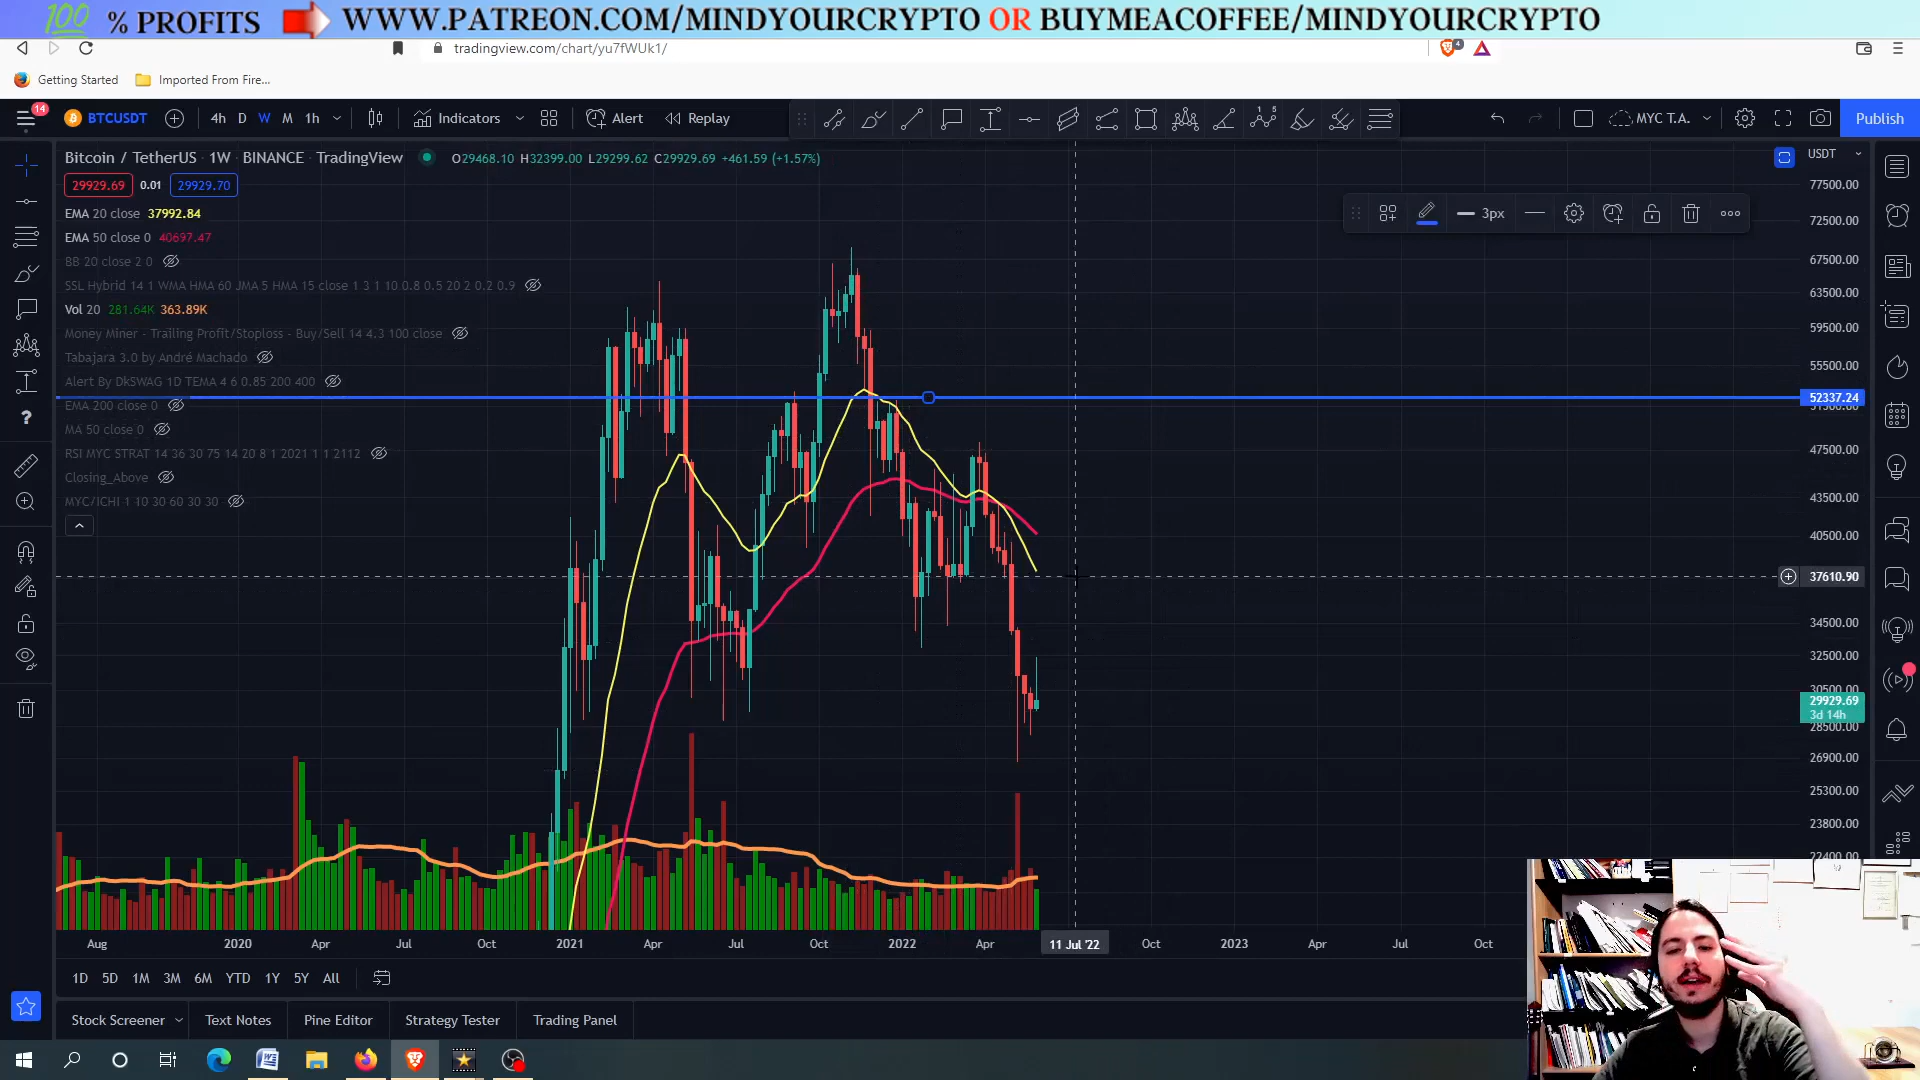 💯 % PROFITS ➡ WWW.PATREON.COM/MINDYOURCRYPTO OR BUYMEACOFFEE/MINDYOURCRYPTO
tradingview.com/chart/yu7fWUk1/
4
Getting Started Imported From Fire...
14
BTCUSDT 4h D W M 1h Indicators Alert Replay MYC T.A. Publish
Bitcoin / TetherUS · 1W · BINANCE · TradingView O29468.10 H32399.00 L29299.62 C29929.69 +461.59 (+1.57%)
USDT
29929.69 0.01 29929.70
3px
EMA 20 close 37992.84
EMA 50 close 0 40697.47
BB 20 close 2 0
SSL Hybrid 14 1 WMA HMA 60 JMA 5 HMA 15 close 1 3 1 10 0.8 0.5 20 2 0.2 0.9
Vol 20 281.64K 363.89K
Money Miner - Trailing Profit/Stoploss - Buy/Sell 14 4.3 100 close
Tabajara 3.0 by André Machado
Alert By DkSWAG 1D TEMA 4 6 0.85 200 400
EMA 200 close 0
MA 50 close 0
RSI MYC STRAT 14 36 30 75 14 20 8 1 2021 1 1 2112
Closing_Above
MYC/ICHI 1 10 30 60 30 30
77500.00
72500.00
67500.00
63500.00
59500.00
55500.00
52337.24
51500.00
47500.00
43500.00
40500.00
37610.90
34500.00
32500.00
30500.00
29929.69
3d 14h
28500.00
26900.00
25300.00
23800.00
22400.00
Aug 2020 Apr Jul Oct 2021 Apr Jul Oct 2022 Apr 11 Jul '22 Oct 2023 Apr Jul Oct
1D 5D 1M 3M 6M YTD 1Y 5Y All
Stock Screener Text Notes Pine Editor Strategy Tester Trading Panel